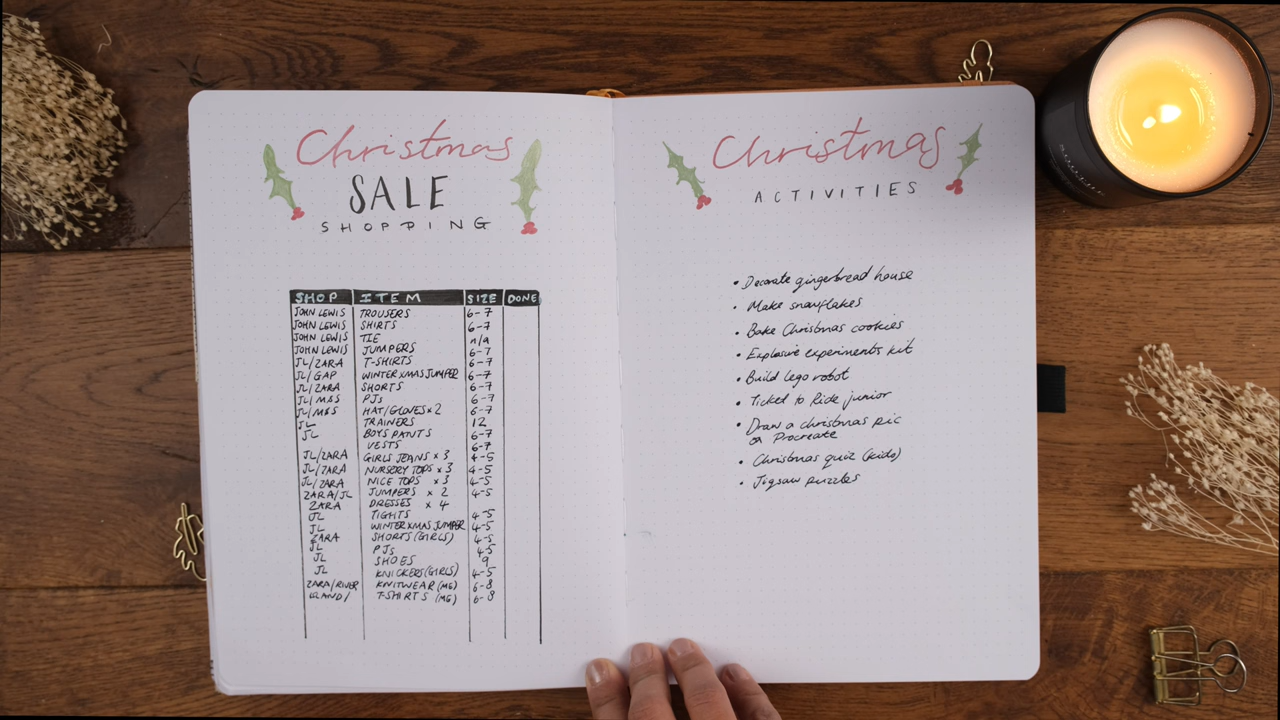 Christmas
SALE
SHOPPING
SHOP ITEM SIZE DONE
JOHN LEWIS TROUSERS 6-7
JOHN LEWIS SHIRTS 6-7
JOHN LEWIS TIE n/a
JOHN LEWIS JUMPERS 6-7
JL/ZARA T-SHIRTS 6-7
JL/GAP WINTER XMAS JUMPER 6-7
JL/ZARA SHORTS 6-7
JL/M&S PJs 6-7
JL/M&S HAT/GLOVES x 2 6-7
JL TRAINERS 12
JL BOYS PANTS 6-7
VESTS 6-7
JL/ZARA GIRLS JEANS x 3 4-5
JL/ZARA NURSERY TOPS x 3 4-5
JL/ZARA NICE TOPS x 3 4-5
ZARA/JL JUMPERS x 2 4-5
ZARA DRESSES x 4
JL TIGHTS 4-5
JL WINTER XMAS JUMPER 4-5
ZARA SHORTS (GIRLS) 4-5
JL PJs 4-5
JL SHOES 9
JL KNICKERS (GIRLS) 4-5
ZARA/RIVER KNITWEAR (ME) 6-8
ISLAND/ T-SHIRTS (ME) 6-8
Christmas
ACTIVITIES
• Decorate gingerbread house
• Make snowflakes
• Bake Christmas cookies
• Explosive experiments kit
• Build Lego robot
• Ticket to Ride junior
• Draw a christmas pic
on Procreate
• Christmas quiz (kids)
• Jigsaw puzzles